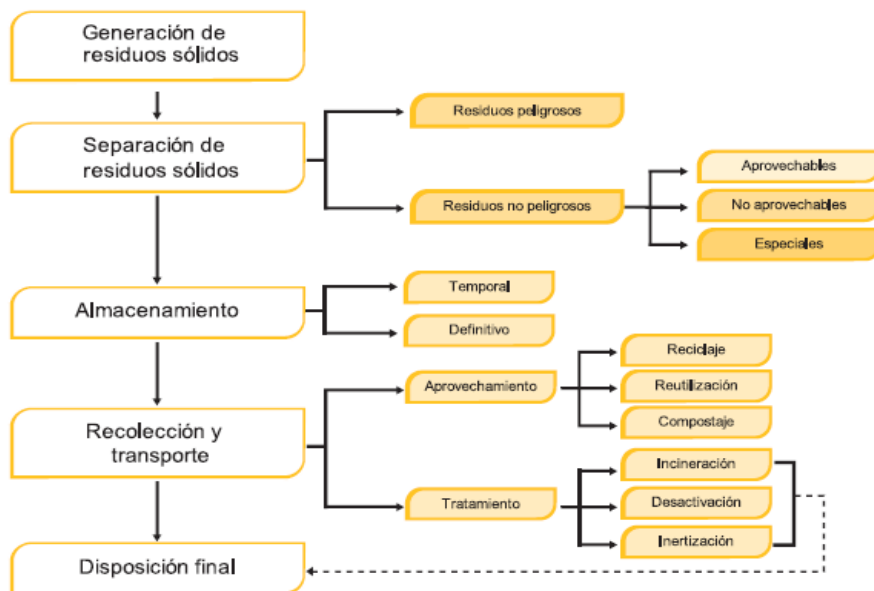 Generación de
residuos sólidos
Separación de
residuos sólidos
Residuos peligrosos
Residuos no peligrosos
Aprovechables
No aprovechables
Especiales
Almacenamiento
Temporal
Definitivo
Recolección y
transporte
Aprovechamiento
Reciclaje
Reutilización
Compostaje
Tratamiento
Incineración
Desactivación
Inertización
Disposición final